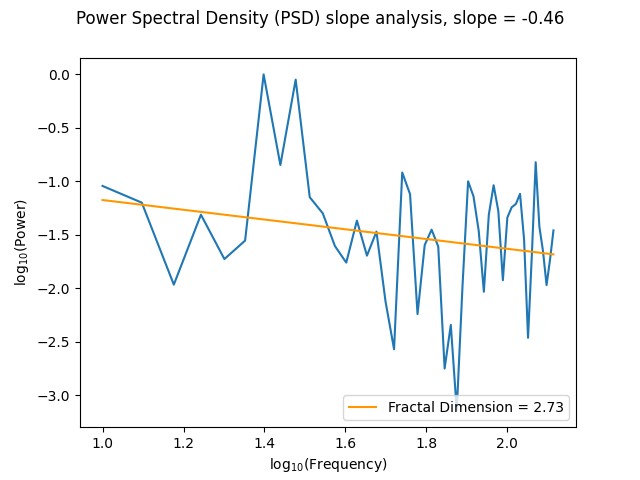 Power Spectral Density (PSD) slope analysis, slope = -0.46
0.0
−0.5
−1.0
−1.5
−2.0
−2.5
−3.0
log₁₀(Power)
Fractal Dimension = 2.73
1.0 1.2 1.4 1.6 1.8 2.0
log₁₀(Frequency)